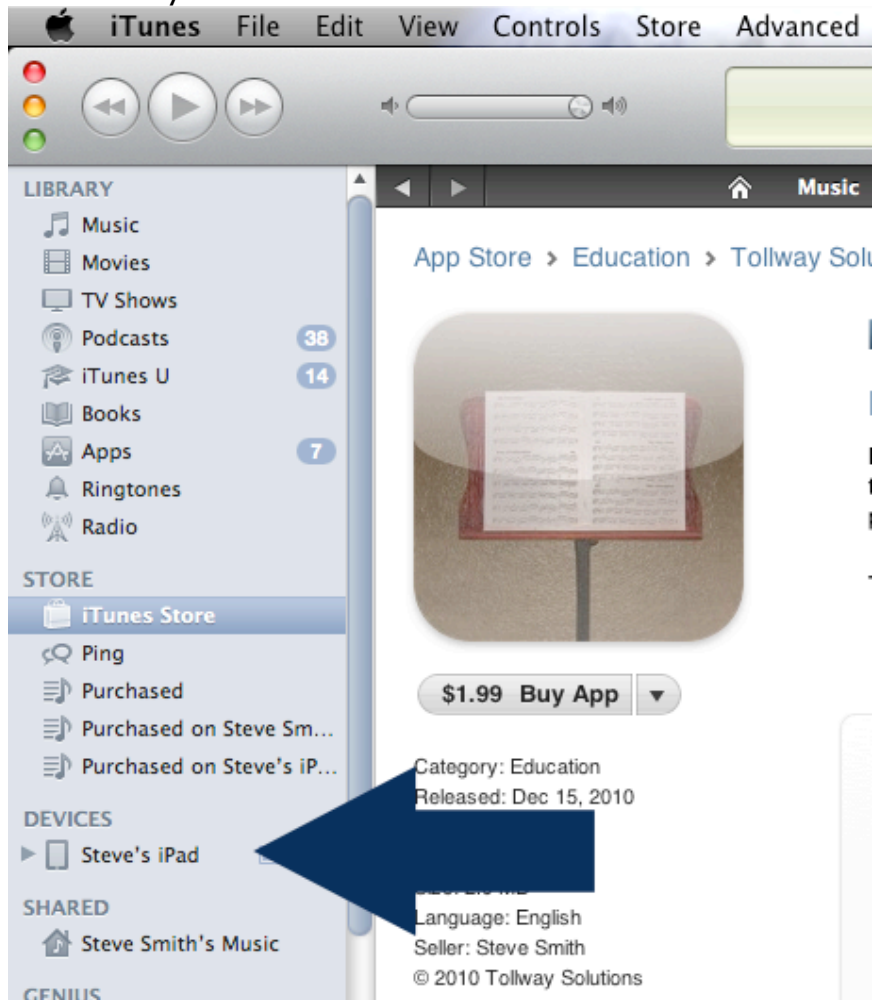 iTunes File Edit View Controls Store Advanced
LIBRARY
Music
Movies
TV Shows
Podcasts 38
iTunes U 14
Books
Apps 7
Ringtones
Radio
STORE
iTunes Store
Ping
Purchased
Purchased on Steve Sm...
Purchased on Steve's iP...
DEVICES
Steve's iPad
SHARED
Steve Smith's Music
GENIUS
Music
App Store > Education > Tollway
$1.99 Buy App
Category: Education
Released: Dec 15, 2010
Language: English
Seller: Steve Smith
© 2010 Tollway Solutions